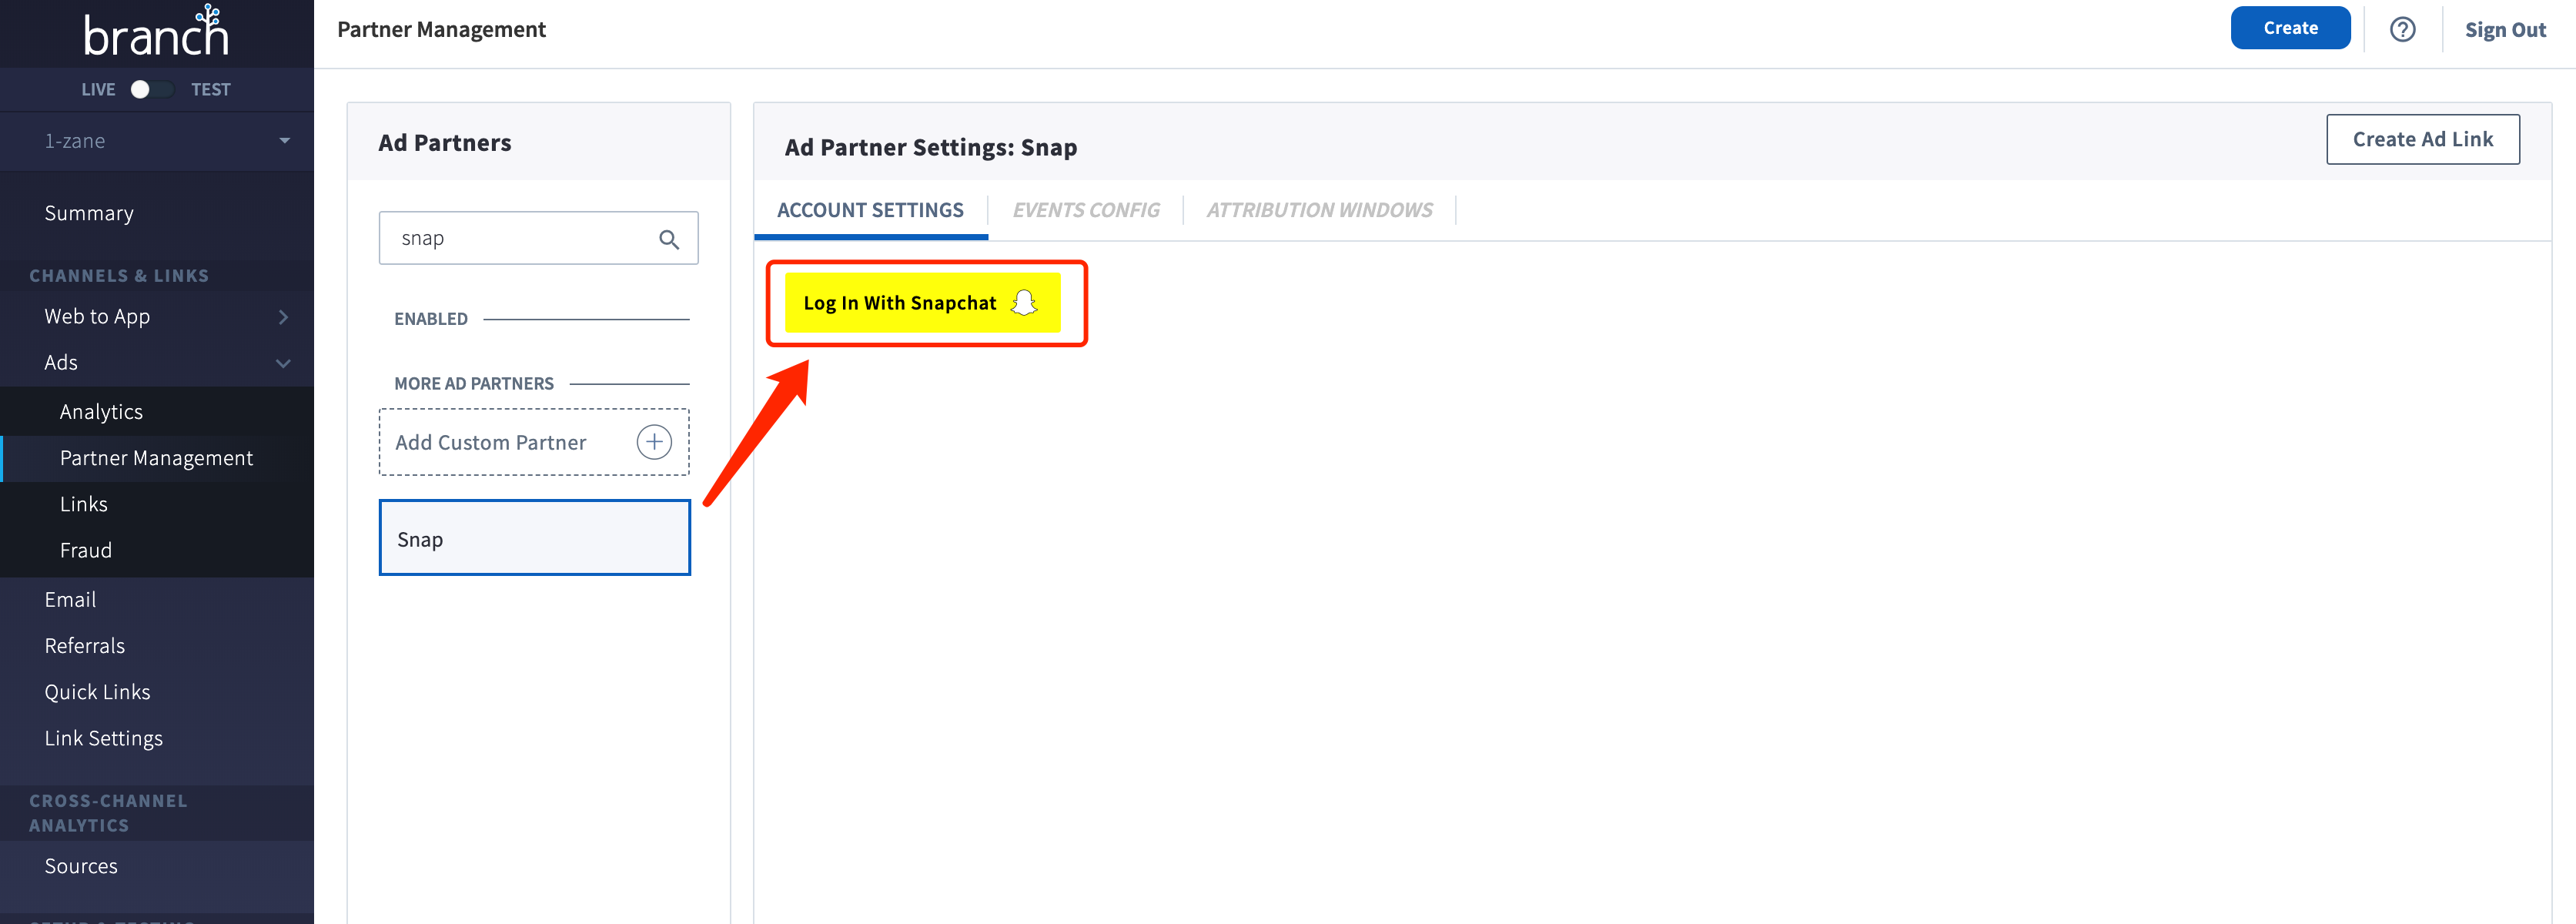 branch
LIVE TEST
1-zane
Summary
CHANNELS & LINKS
Web to App
Ads
Analytics
Partner Management
Links
Fraud
Email
Referrals
Quick Links
Link Settings
CROSS-CHANNEL
ANALYTICS
Sources
Partner Management
Create
?
Sign Out
Ad Partners
snap
ENABLED
MORE AD PARTNERS
Add Custom Partner
Snap
Ad Partner Settings: Snap
Create Ad Link
ACCOUNT SETTINGS
EVENTS CONFIG
ATTRIBUTION WINDOWS
Log In With Snapchat